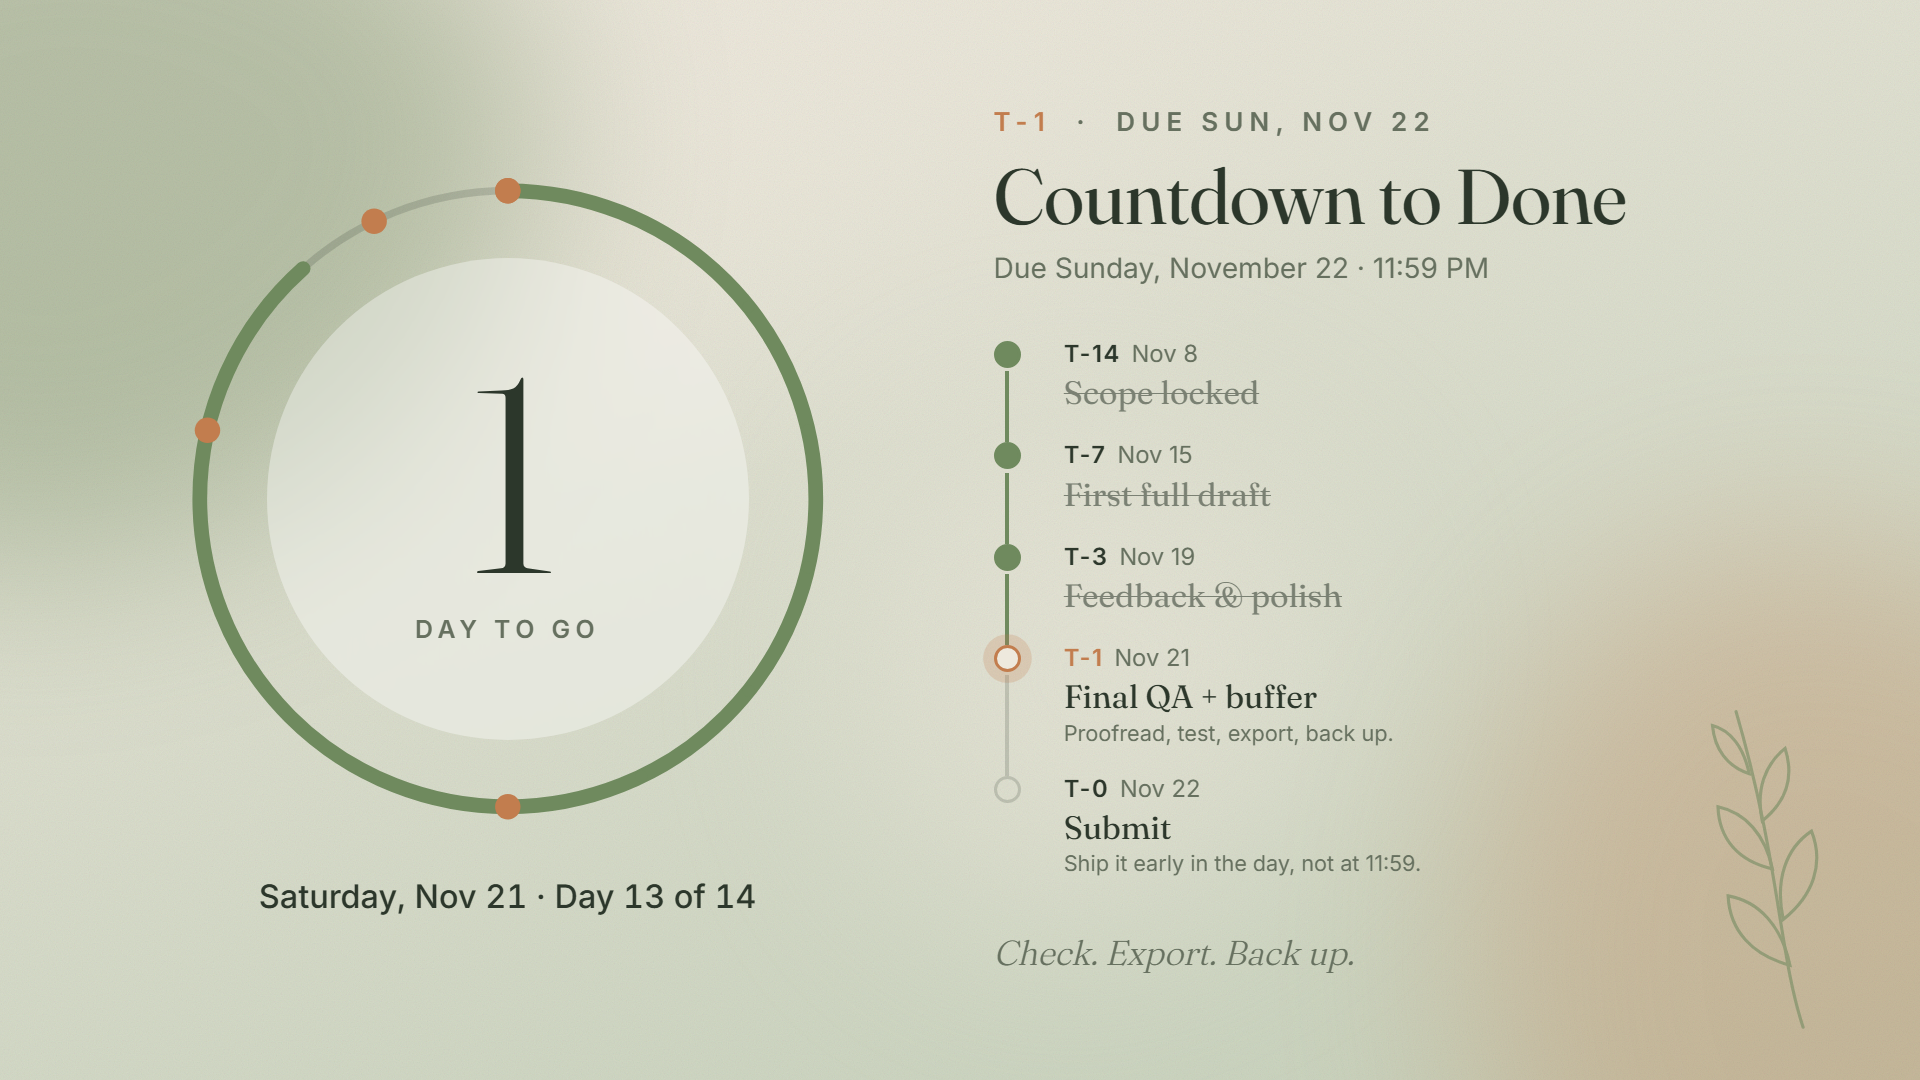 1
DAY TO GO
Saturday, Nov 21 · Day 13 of 14
T-1 · DUE SUN, NOV 22
Countdown to Done
Due Sunday, November 22 · 11:59 PM
T-14 Nov 8
Scope locked
T-7 Nov 15
First full draft
T-3 Nov 19
Feedback & polish
T-1 Nov 21
Final QA + buffer
Proofread, test, export, back up.
T-0 Nov 22
Submit
Ship it early in the day, not at 11:59.
Check. Export. Back up.